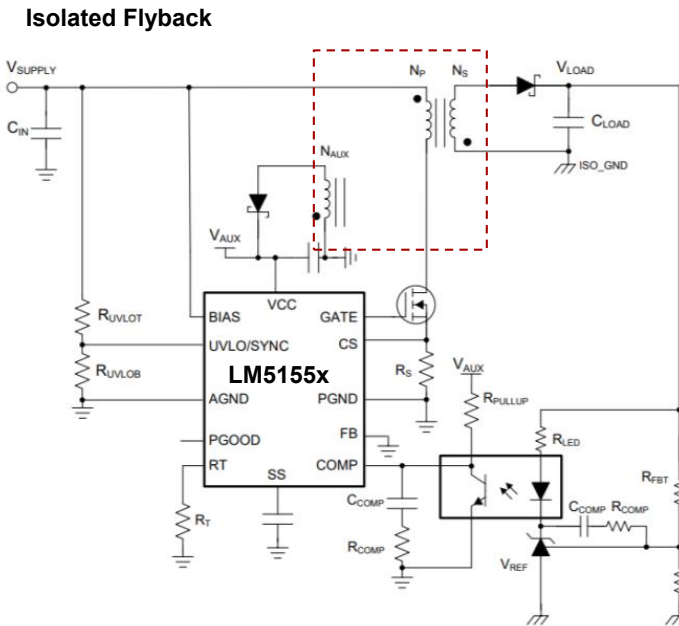 Isolated Flyback
VSUPPLY
NP
NS
VLOAD
CIN
CLOAD
ISO_GND
NAUX
VAUX
VCC
RUVLOT
BIAS
GATE
UVLO/SYNC
CS
RUVLOB
LM5155x
RS
VAUX
AGND
PGND
RPULLUP
PGOOD
FB
RLED
RT
SS
COMP
RFBT
CCOMP
CCOMP
RCOMP
RT
RCOMP
VREF